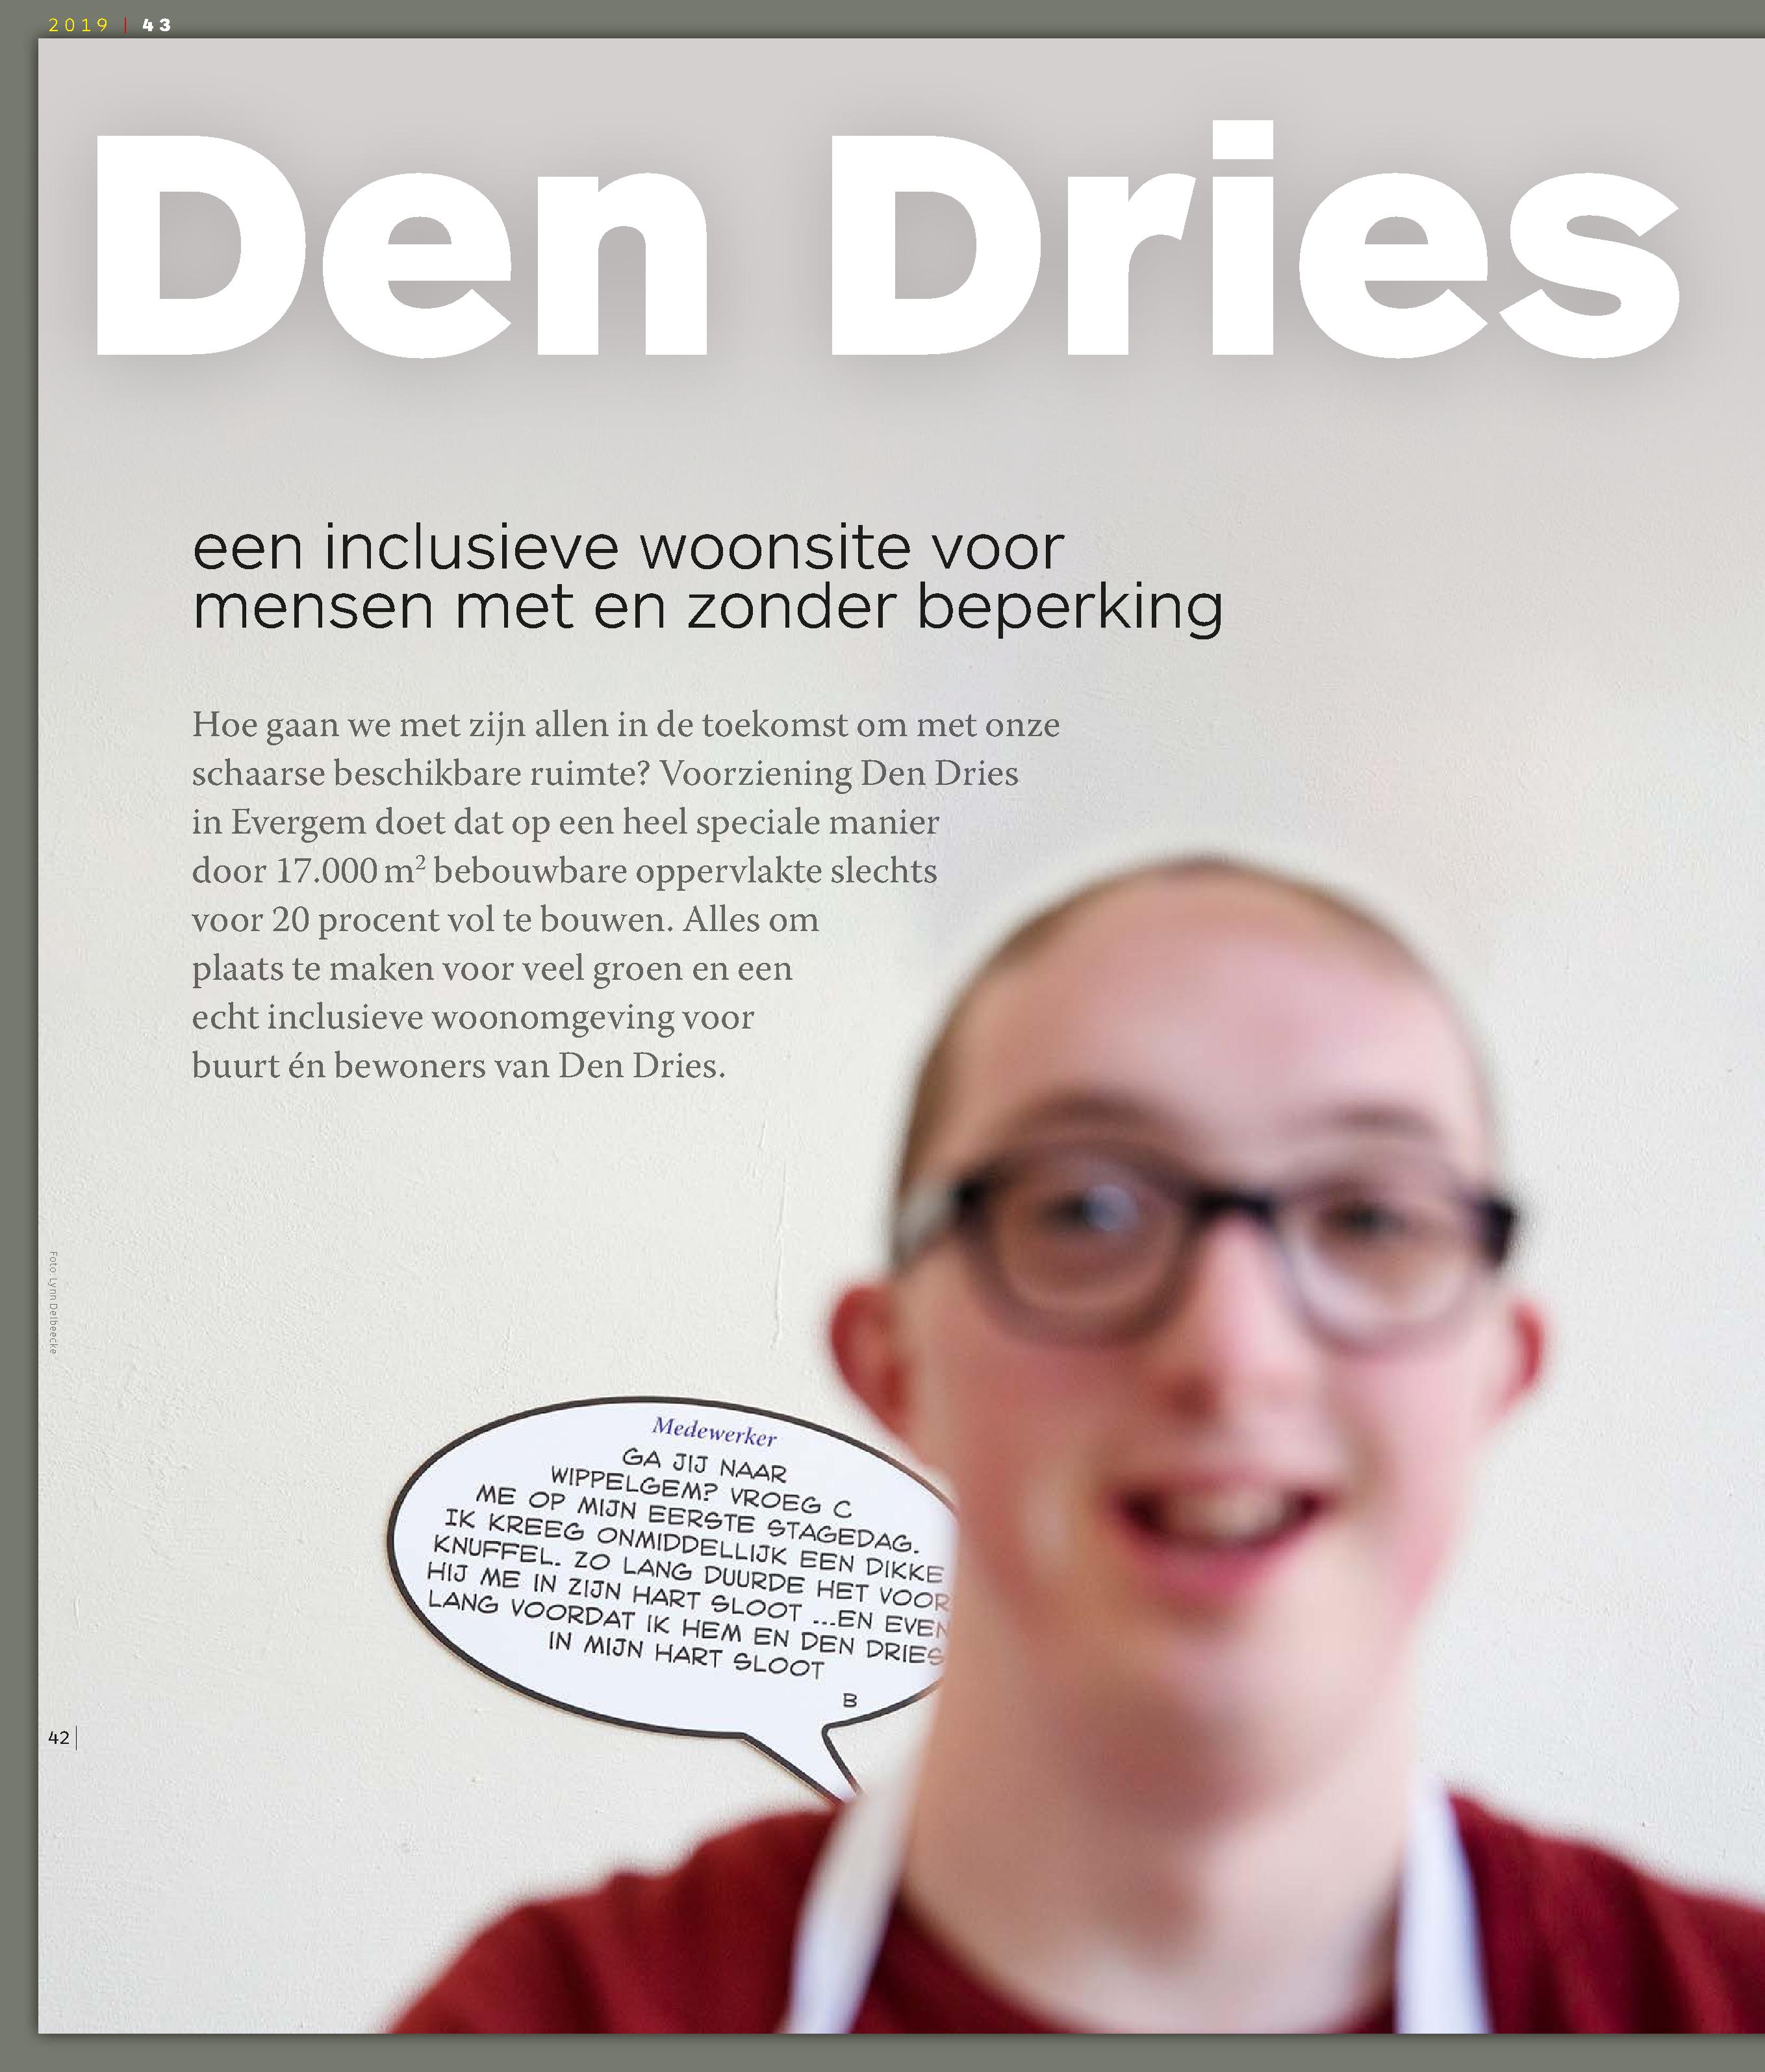 2019 | 43
Den Dries
een inclusieve woonsite voor
mensen met en zonder beperking
Hoe gaan we met zijn allen in de toekomst om met onze
schaarse beschikbare ruimte? Voorziening Den Dries
in Evergem doet dat op een heel speciale manier
door 17.000 m² bebouwbare oppervlakte slechts
voor 20 procent vol te bouwen. Alles om
plaats te maken voor veel groen en een
echt inclusieve woonomgeving voor
buurt én bewoners van Den Dries.
Foto: Lynn Delbeecke
Medewerker
GA JIJ NAAR
WIPPELGEM? VROEG C
ME OP MIJN EERSTE STAGEDAG.
IK KREEG ONMIDDELLIJK EEN DIKKE
KNUFFEL. ZO LANG DUURDE HET VOOR
HIJ ME IN ZIJN HART SLOOT ...EN EVEN
LANG VOORDAT IK HEM EN DEN DRIES
IN MIJN HART SLOOT
B
42